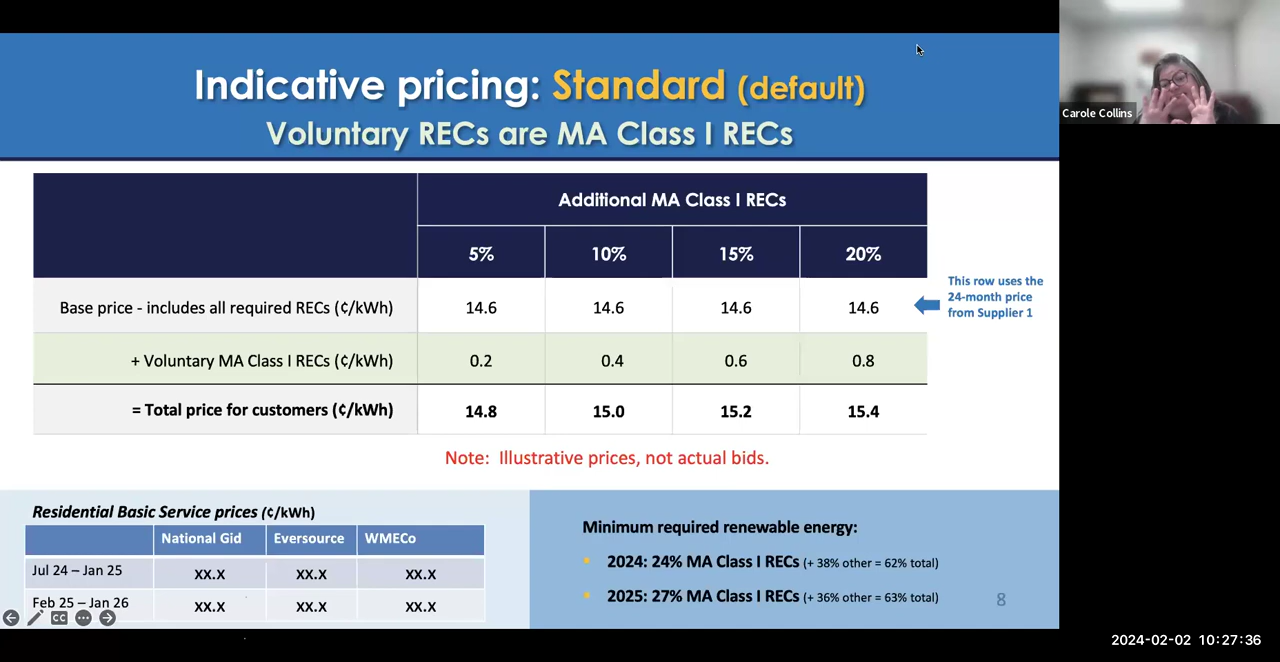 Indicative pricing: Standard (default)
Voluntary RECs are MA Class I RECs
Carole Collins
Additional MA Class I RECs
5% 10% 15% 20%
Base price - includes all required RECs (¢/kWh) 14.6 14.6 14.6 14.6
This row uses the
24-month price
from Supplier 1
+ Voluntary MA Class I RECs (¢/kWh) 0.2 0.4 0.6 0.8
= Total price for customers (¢/kWh) 14.8 15.0 15.2 15.4
Note: Illustrative prices, not actual bids.
Residential Basic Service prices (¢/kWh)
National Gid Eversource WMECo
Jul 24 – Jan 25 XX.X XX.X XX.X
Feb 25 – Jan 26 XX.X XX.X XX.X
Minimum required renewable energy:
• 2024: 24% MA Class I RECs (+ 38% other = 62% total)
• 2025: 27% MA Class I RECs (+ 36% other = 63% total)
8
CC
2024-02-02 10:27:36